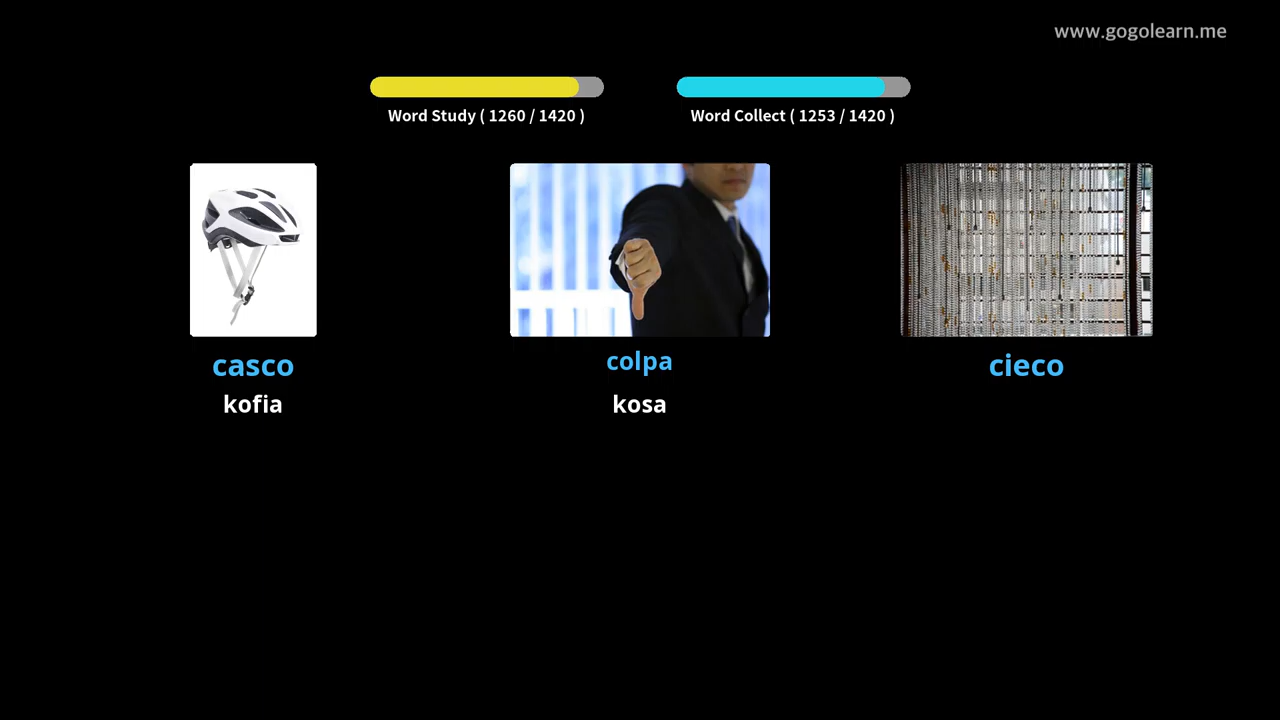 www.gogolearn.me
Word Study ( 1260 / 1420 )
Word Collect ( 1253 / 1420 )
casco
colpa
cieco
kofia
kosa